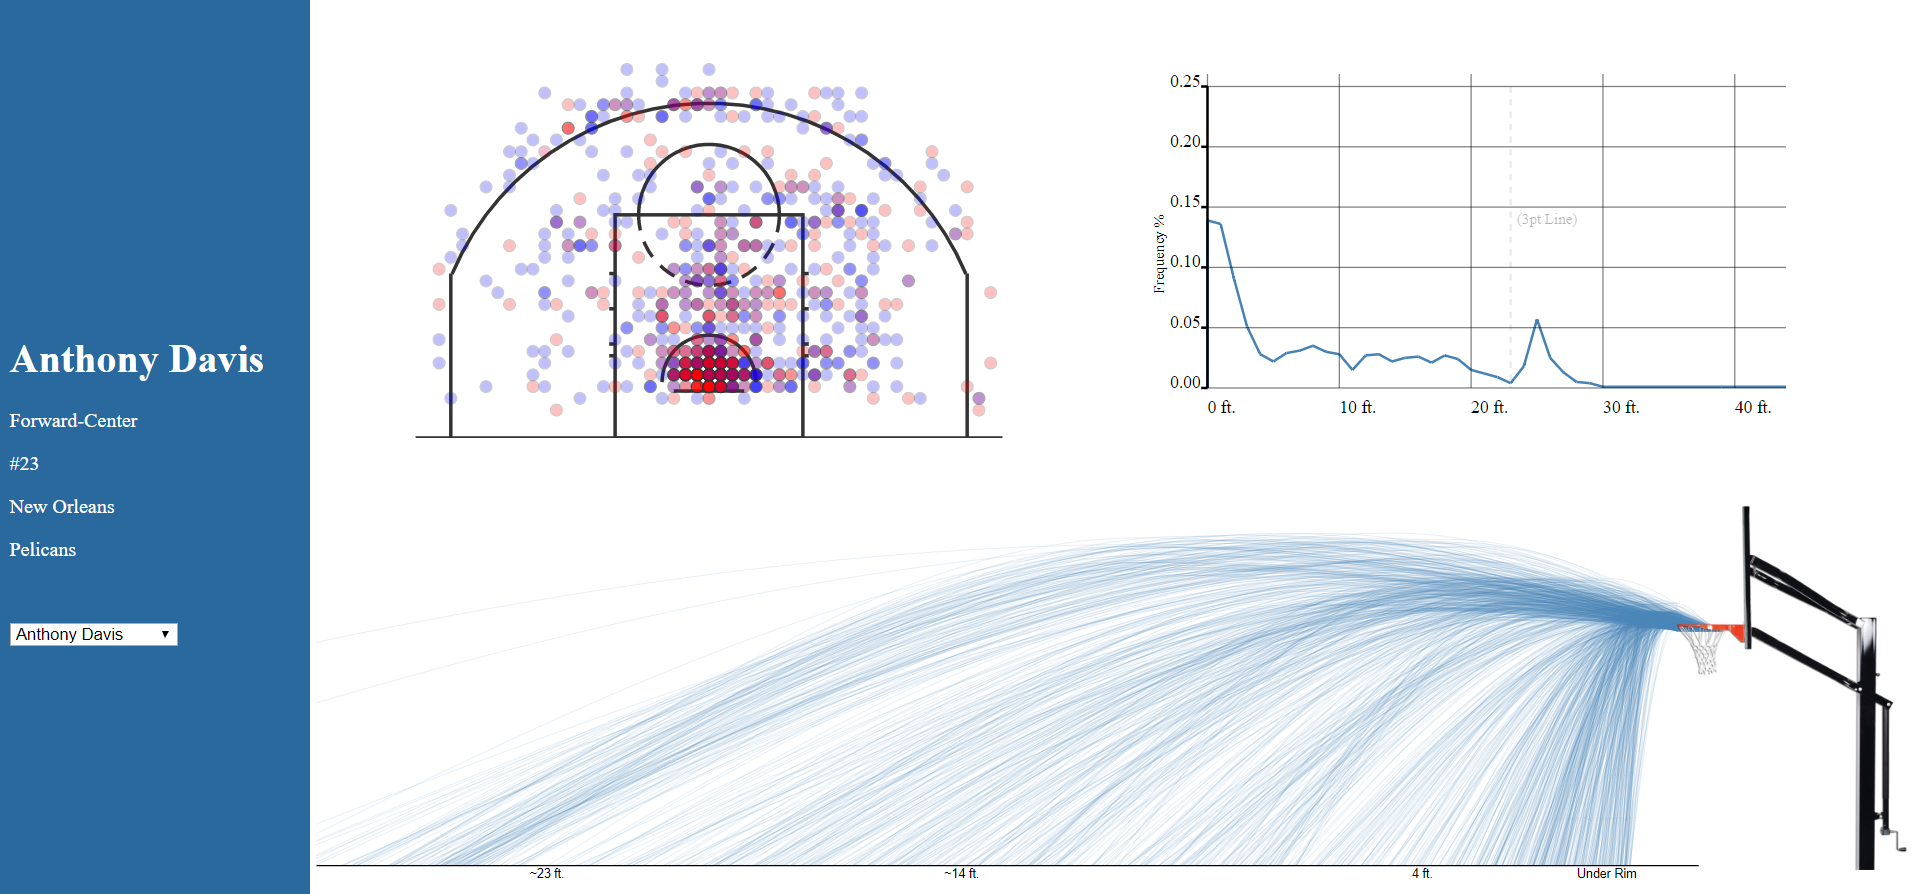 Anthony Davis
Forward-Center
#23
New Orleans
Pelicans
Anthony Davis
0.25
0.20
0.15
0.10
0.05
0.00
Frequency %
(3pt Line)
0 ft.
10 ft.
20 ft.
30 ft.
40 ft.
~23 ft.
~14 ft.
4 ft.
Under Rim